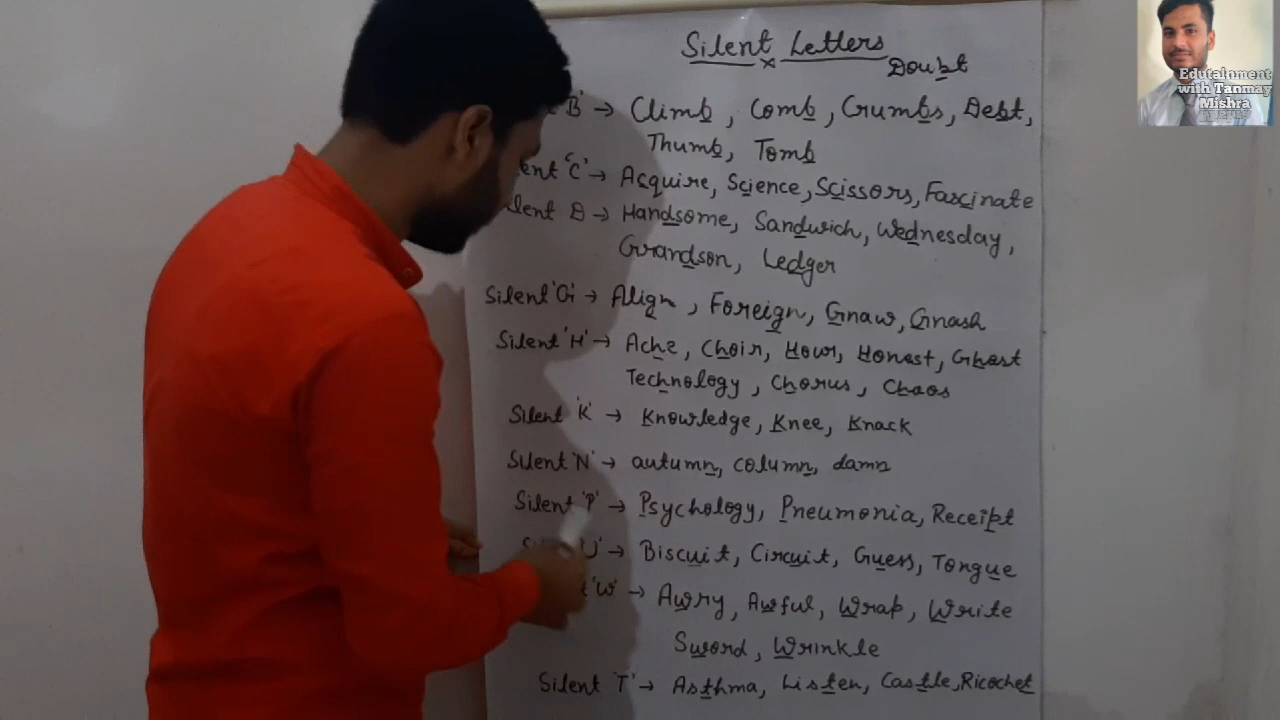 Silent Letters
Doubt
'B' → Climb, Comb, Crumbs, Debt,
Thumb, Tomb
'C' → Acquire, Science, Scissors, Fascinate
D → Handsome, Sandwich, Wednesday,
Grandson, Ledger
Silent 'G' → Align, Foreign, Gnaw, Gnash
Silent 'H' → Ache, Choir, Hour, Honest, Ghost
Technology, Chorus, Chaos
Silent 'K' → Knowledge, Knee, Knack
Silent 'N' → autumn, column, damn
Silent 'P' → Psychology, Pneumonia, Receipt
U' → Biscuit, Circuit, Guess, Tongue
'W' → Awry, Awful, Wrap, Write
Sword, Wrinkle
Silent 'T' → Asthma, Listen, Castle, Ricochet
Edutainment
with Tanmay
Mishra